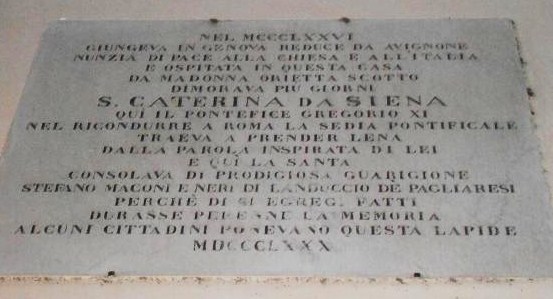 NEL MCCCLXXVI
GIUNGEVA IN GENOVA REDUCE DA AVIGNONE
NUNZIA DI PACE ALLA CHIESA E ALL'ITALIA
E OSPITATA IN QUESTA CASA
DA MADONNA ORIETTA SCOTTO
DIMORAVA PIÙ GIORNI
S. CATERINA DA SIENA
QUÌ IL PONTEFICE GREGORIO XI
NEL RICONDURRE A ROMA LA SEDIA PONTIFICALE
TRAEVA A PRENDER LENA
DALLA PAROLA INSPIRATA DI LEI
E QUÌ LA SANTA
CONSOLAVA DI PRODIGIOSA GUARIGIONE
STEFANO MACONI E NERI DI LANDUCCIO DE PAGLIARESI
PERCHÈ DI SI EGREGI FATTI
DURASSE PERENNE LA MEMORIA
ALCUNI CITTADINI PONEVANO QUESTA LAPIDE
MDCCCLXXX